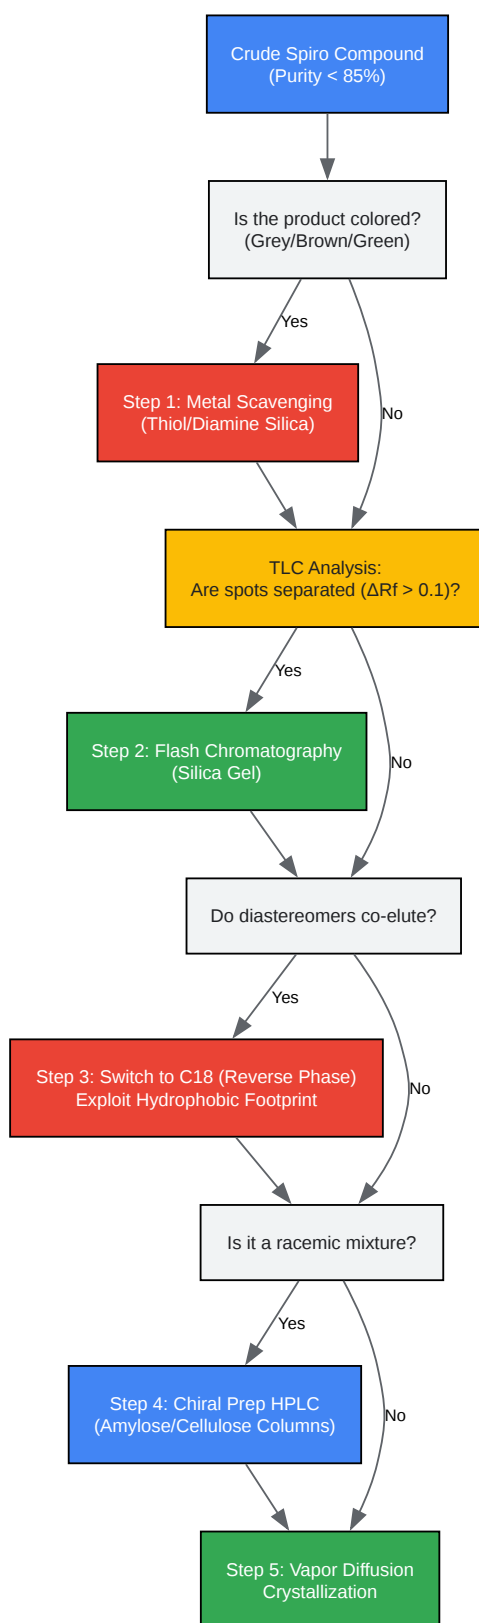 Crude Spiro Compound
(Purity < 85%)
Is the product colored?
(Grey/Brown/Green)
Yes
Step 1: Metal Scavenging
(Thiol/Diamine Silica)
No
TLC Analysis:
Are spots separated (ΔRf > 0.1)?
Yes
Step 2: Flash Chromatography
(Silica Gel)
No
Do diastereomers co-elute?
Yes
Step 3: Switch to C18 (Reverse Phase)
Exploit Hydrophobic Footprint
No
Is it a racemic mixture?
Yes
Step 4: Chiral Prep HPLC
(Amylose/Cellulose Columns)
No
Step 5: Vapor Diffusion
Crystallization